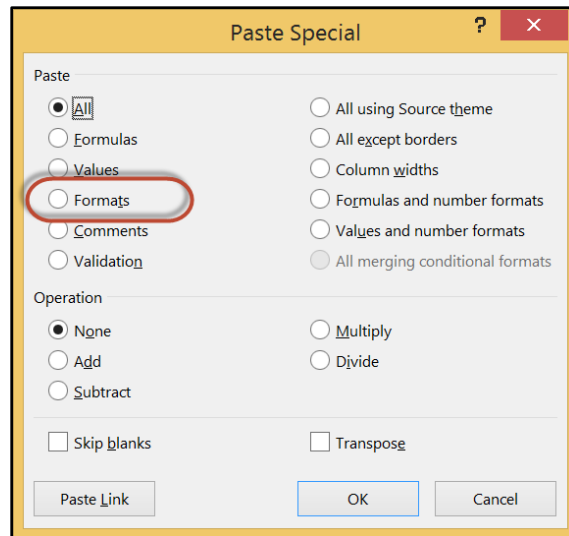 Paste Special
?
Paste
All
All using Source theme
Formulas
All except borders
Values
Column widths
Formats
Formulas and number formats
Comments
Values and number formats
Validation
All merging conditional formats
Operation
None
Multiply
Add
Divide
Subtract
Skip blanks
Transpose
Paste Link
OK
Cancel